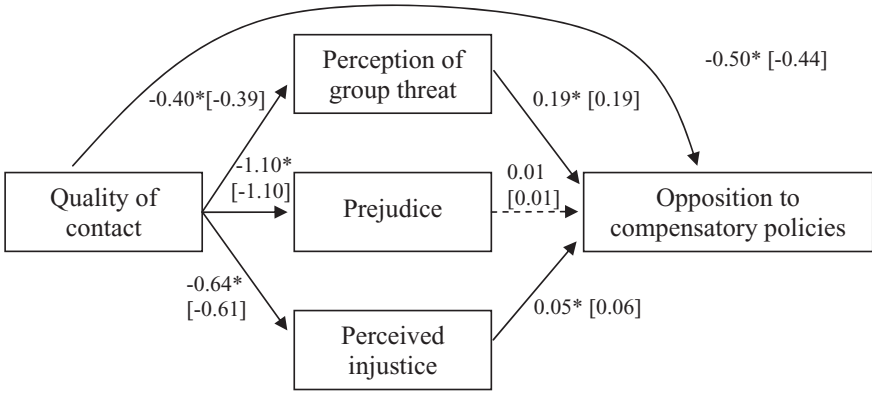 Perception of
group threat
-0.50* [-0.44]
-0.40*[-0.39]
0.19* [0.19]
-1.10*
[-1.10]
0.01
[0.01]
Quality of
contact
Prejudice
Opposition to
compensatory policies
-0.64*
[-0.61]
0.05* [0.06]
Perceived
injustice